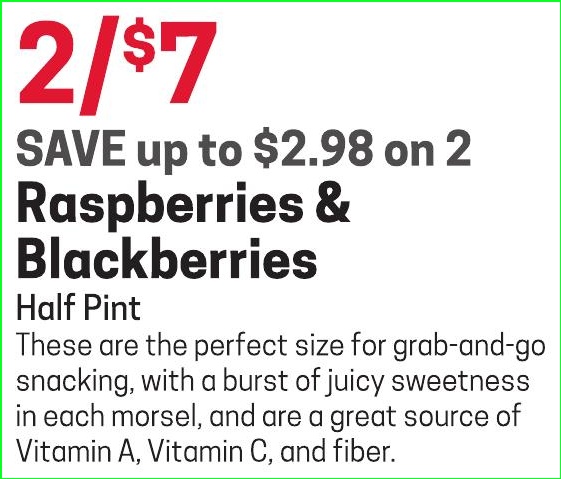 2/$7
SAVE up to $2.98 on 2
Raspberries &
Blackberries
Half Pint
These are the perfect size for grab-and-go
snacking, with a burst of juicy sweetness
in each morsel, and are a great source of
Vitamin A, Vitamin C, and fiber.